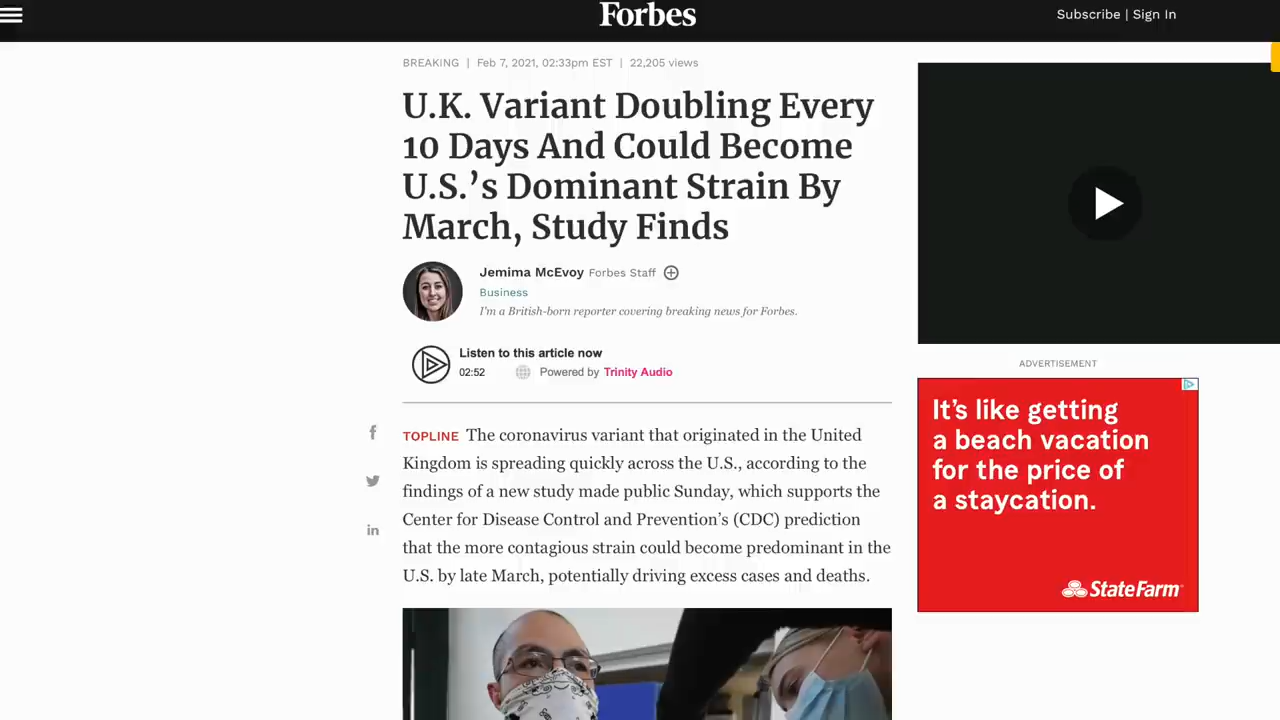 Forbes
Subscribe | Sign In
BREAKING | Feb 7, 2021, 02:33pm EST | 22,205 views
U.K. Variant Doubling Every
10 Days And Could Become
U.S.’s Dominant Strain By
March, Study Finds
Jemima McEvoy Forbes Staff
Business
I’m a British-born reporter covering breaking news for Forbes.
Listen to this article now
02:52 Powered by Trinity Audio
TOPLINE The coronavirus variant that originated in the United
Kingdom is spreading quickly across the U.S., according to the
findings of a new study made public Sunday, which supports the
Center for Disease Control and Prevention’s (CDC) prediction
that the more contagious strain could become predominant in the
U.S. by late March, potentially driving excess cases and deaths.
ADVERTISEMENT
It’s like getting
a beach vacation
for the price of
a staycation.
StateFarm